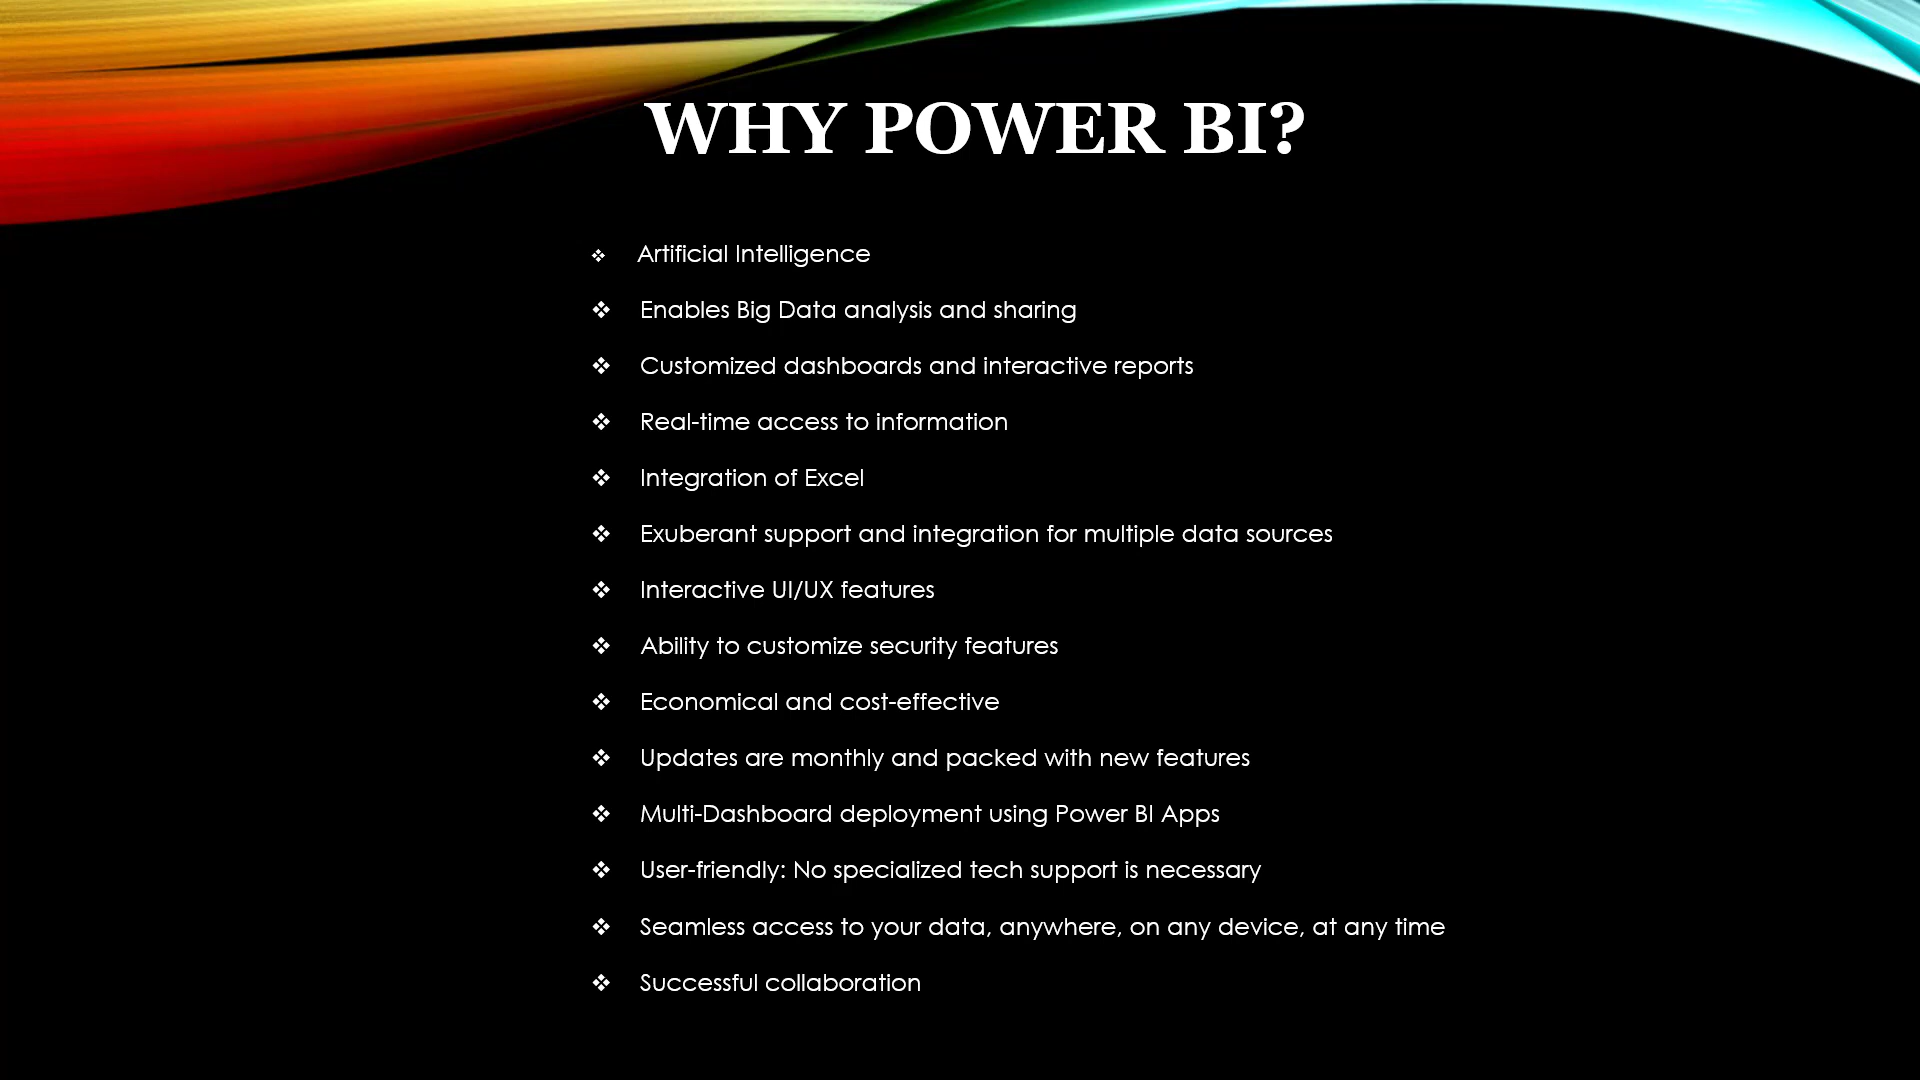 WHY POWER BI?
❖ Artificial Intelligence
❖ Enables Big Data analysis and sharing
❖ Customized dashboards and interactive reports
❖ Real-time access to information
❖ Integration of Excel
❖ Exuberant support and integration for multiple data sources
❖ Interactive UI/UX features
❖ Ability to customize security features
❖ Economical and cost-effective
❖ Updates are monthly and packed with new features
❖ Multi-Dashboard deployment using Power BI Apps
❖ User-friendly: No specialized tech support is necessary
❖ Seamless access to your data, anywhere, on any device, at any time
❖ Successful collaboration